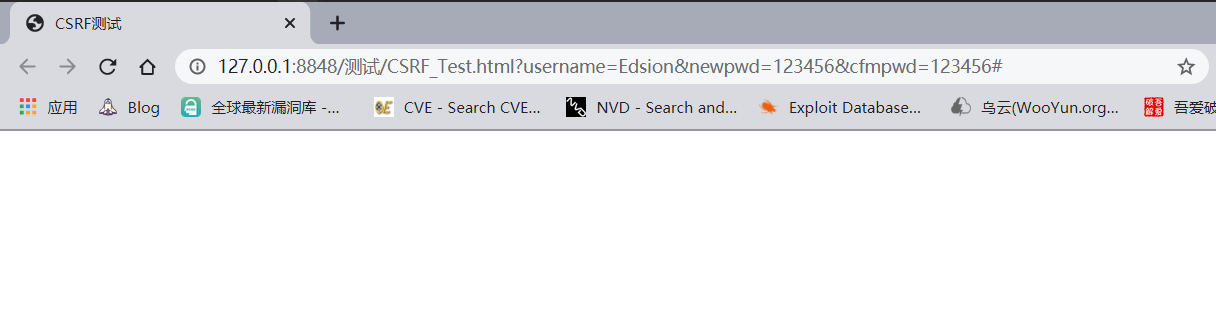 CSRF测试
127.0.0.1:8848/测试/CSRF_Test.html?username=Edsion&newpwd=123456&cfmpwd=123456#
应用 Blog 全球最新漏洞库 -... CVE - Search CVE... NVD - Search and... Exploit Database... 乌云(WooYun.org... 吾爱破